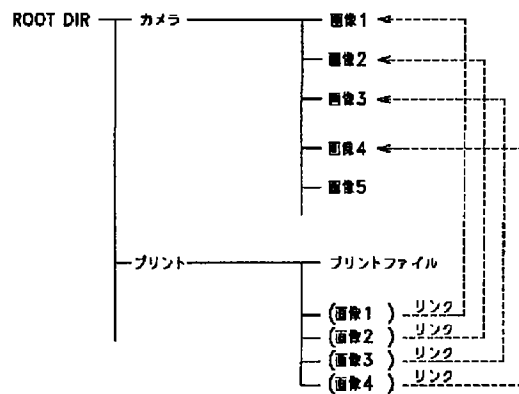 ROOT DIR カメラ 画像1
画像2
画像3
画像4
画像5
プリント プリントファイル
(画像1) リンク
(画像2) リンク
(画像3) リンク
(画像4) リンク